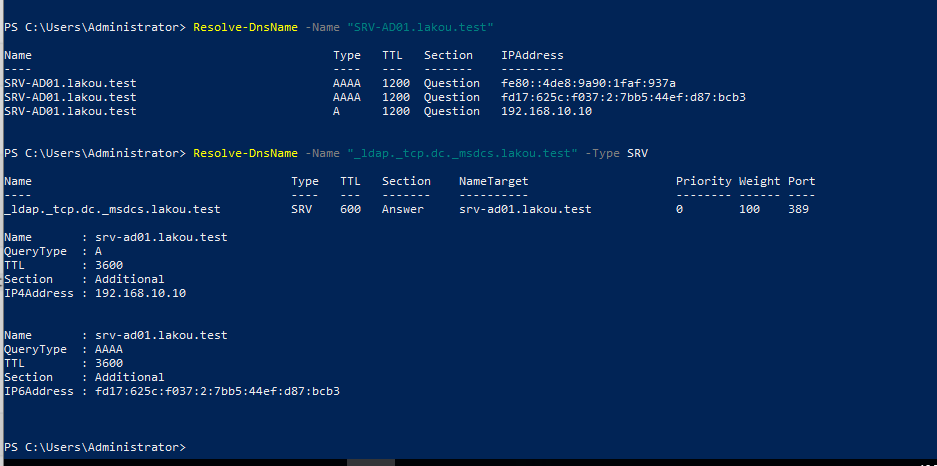 PS C:\Users\Administrator> Resolve-DnsName -Name "SRV-AD01.lakou.test"
Name Type TTL Section IPAddress
---- ---- --- ------- ---------
SRV-AD01.lakou.test AAAA 1200 Question fe80::4de8:9a90:1faf:937a
SRV-AD01.lakou.test AAAA 1200 Question fd17:625c:f037:2:7bb5:44ef:d87:bcb3
SRV-AD01.lakou.test A 1200 Question 192.168.10.10
PS C:\Users\Administrator> Resolve-DnsName -Name "_ldap._tcp.dc._msdcs.lakou.test" -Type SRV
Name Type TTL Section NameTarget Priority Weight Port
---- ---- --- ------- ---------- -------- ------ ----
_ldap._tcp.dc._msdcs.lakou.test SRV 600 Answer srv-ad01.lakou.test 0 100 389
Name : srv-ad01.lakou.test
QueryType : A
TTL : 3600
Section : Additional
IP4Address : 192.168.10.10
Name : srv-ad01.lakou.test
QueryType : AAAA
TTL : 3600
Section : Additional
IP6Address : fd17:625c:f037:2:7bb5:44ef:d87:bcb3
PS C:\Users\Administrator>